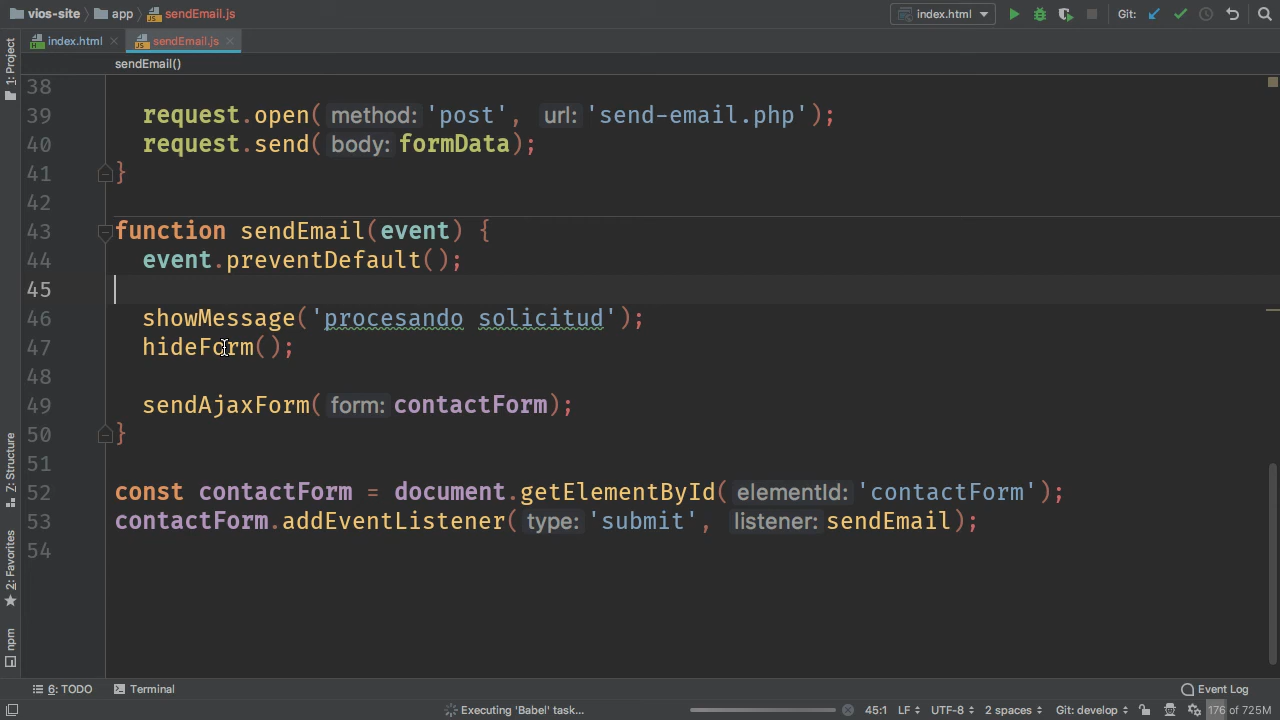 vios-site app sendEmail.js index.html Git:
index.html sendEmail.js
sendEmail()
1: Project
Z: Structure
2: Favorites
npm
38
39 request.open( method: 'post', url: 'send-email.php');
40 request.send( body: formData);
41 }
42
43 function sendEmail(event) {
44 event.preventDefault();
45
46 showMessage('procesando solicitud');
47 hideForm();
48
49 sendAjaxForm( form: contactForm);
50 }
51
52 const contactForm = document.getElementById( elementId: 'contactForm');
53 contactForm.addEventListener( type: 'submit', listener: sendEmail);
54
6: TODO Terminal Event Log
Executing 'Babel' task... 45:1 LF UTF-8 2 spaces Git: develop 176 of 725M